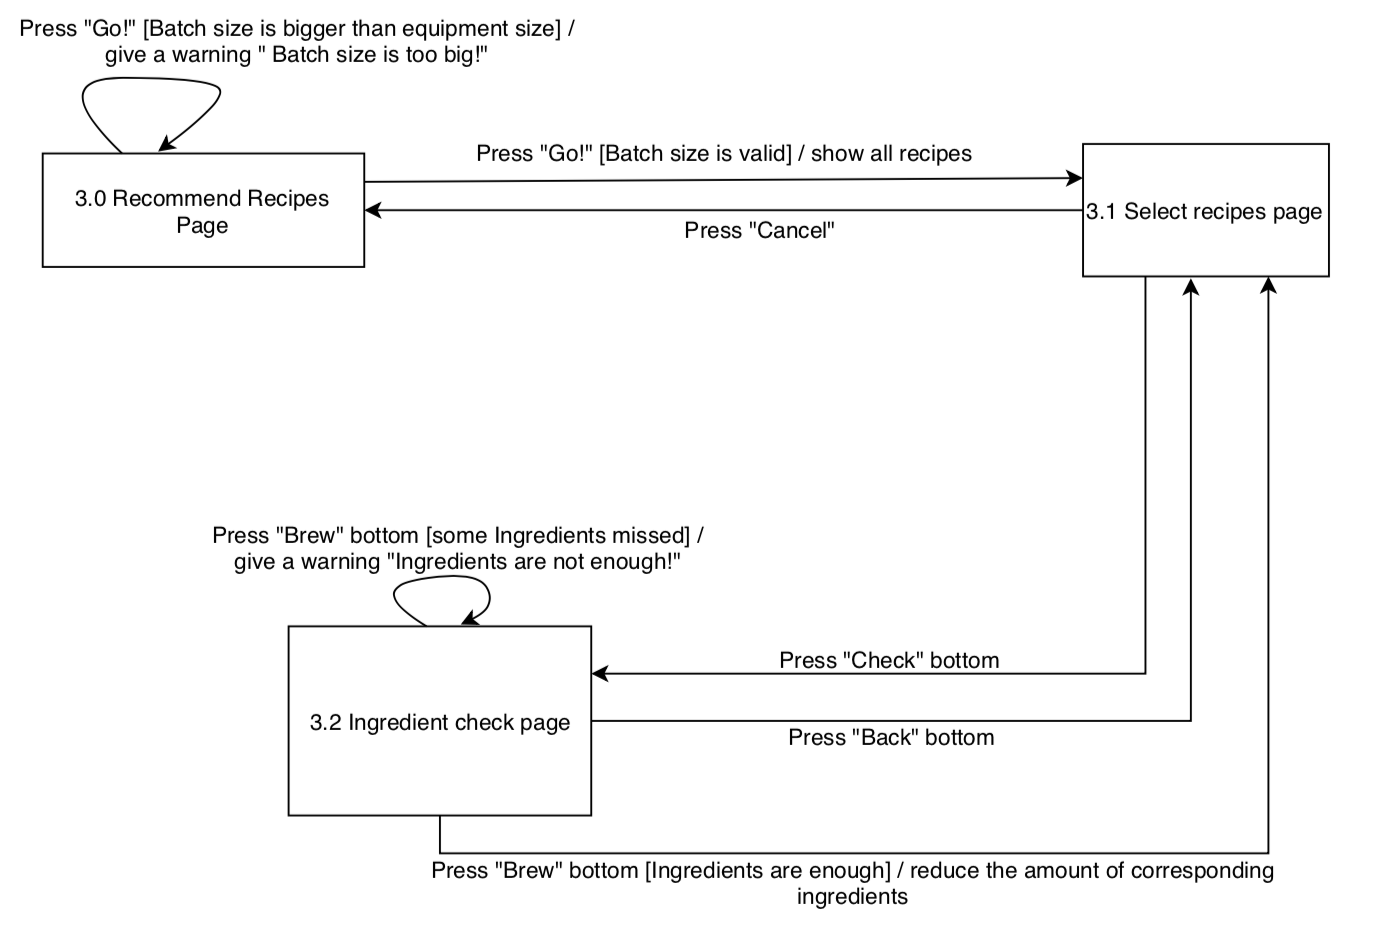 Press "Go!" [Batch size is bigger than equipment size] /
give a warning " Batch size is too big!"
Press "Go!" [Batch size is valid] / show all recipes
3.0 Recommend Recipes
Page
3.1 Select recipes page
Press "Cancel"
Press "Brew" bottom [some Ingredients missed] /
give a warning "Ingredients are not enough!"
Press "Check" bottom
3.2 Ingredient check page
Press "Back" bottom
Press "Brew" bottom [Ingredients are enough] / reduce the amount of corresponding
ingredients